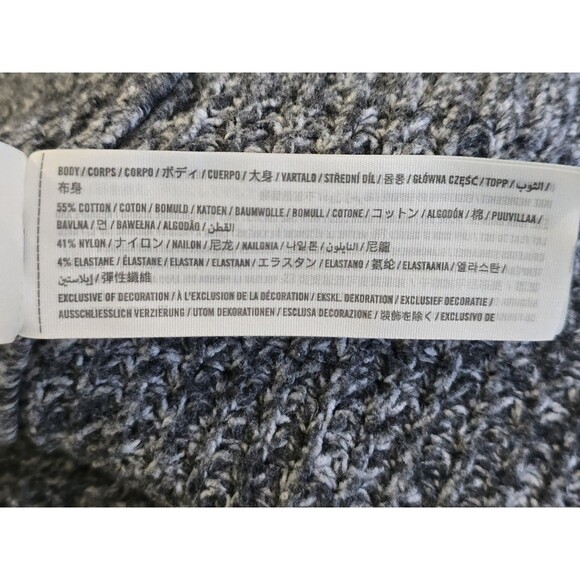 BODY / CORPS / CORPO / ボディ / CUERPO / 大身 / VARTALO / STŘEDNÍ DÍL / 몸통 / GŁÓWNA CZĘŚĆ / TOPP / الثوب /
布身
55% COTTON / COTON / BOMULD / KATOEN / BAUMWOLLE / BOMULL / COTONE / コットン / ALGODÓN / 棉 / PUUVILLAA /
BAVLNA / 면 / BAWEŁNA / ALGODÃO / القطن
41% NYLON / ナイロン / NAILON / 尼龙 / NAILONIA / 나일론 / النايلون / 尼龍
4% ELASTANE / ÉLASTANE / ELASTAN / ELASTAAN / エラスタン / ELASTANO / 氨纶 / ELASTAANIA / 엘라스탄 /
إيلاستين / 彈性纖維
EXCLUSIVE OF DECORATION / À L'EXCLUSION DE LA DÉCORATION / EKSKL. DEKORATION / EXCLUSIEF DECORATIE /
AUSSCHLIESSLICH VERZIERUNG / UTOM DEKORATIONEN / ESCLUSA DECORAZIONE / 装飾を除く / EXCLUSIVO DE